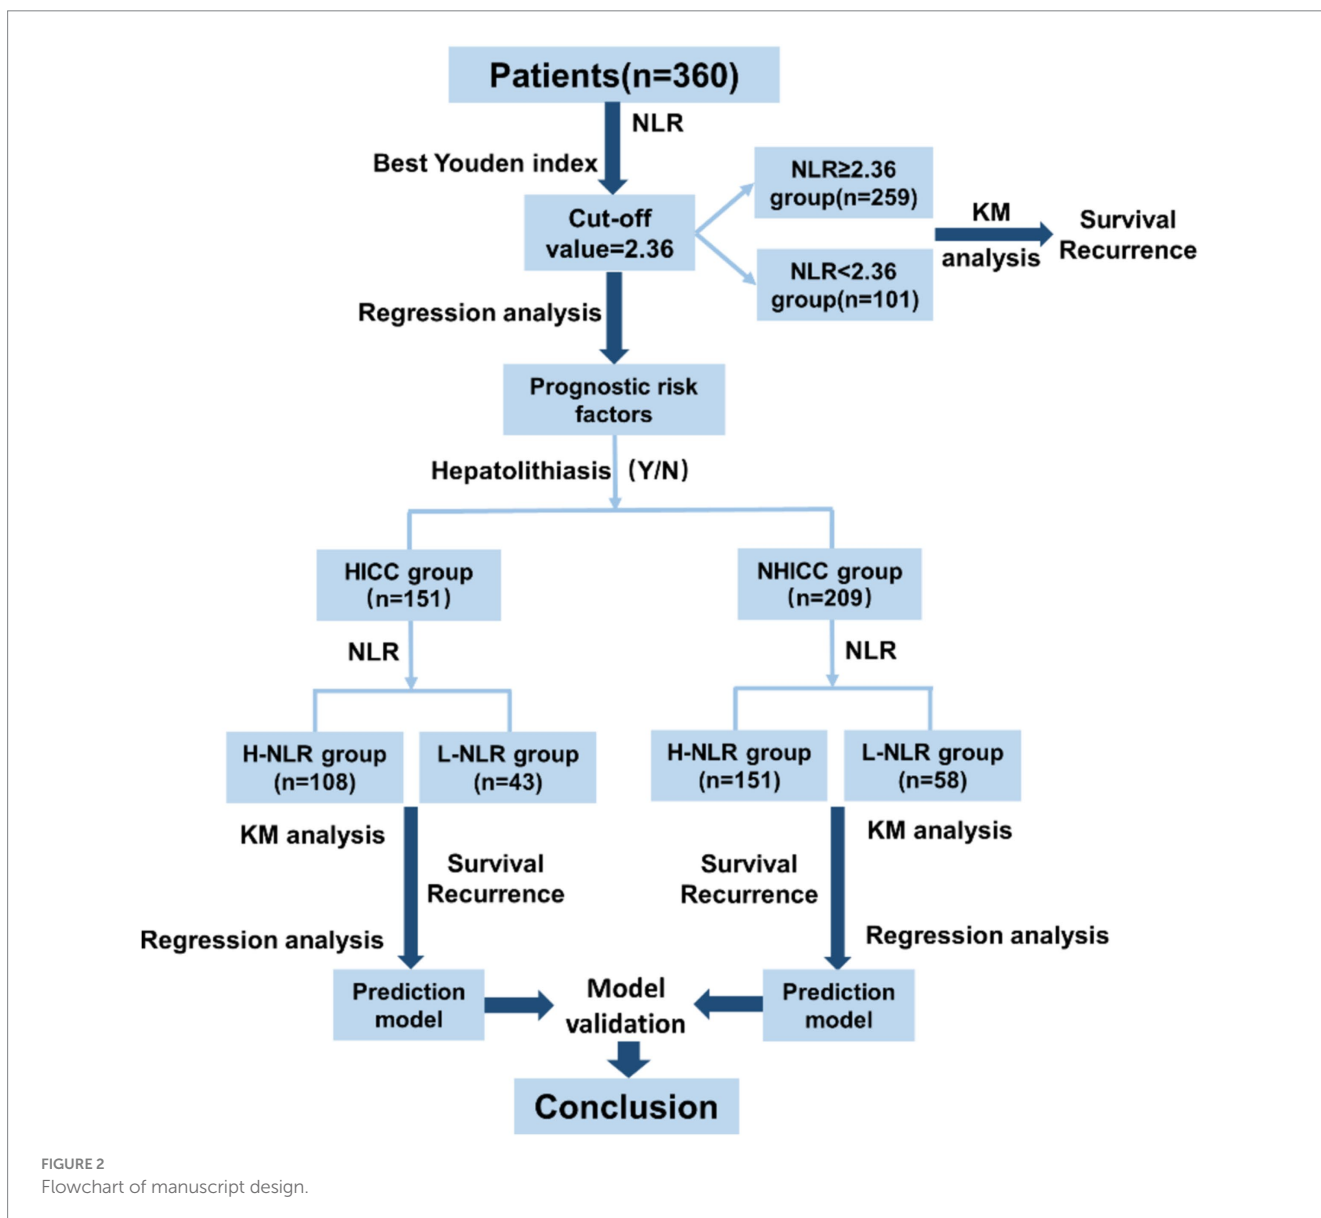 Patients(n=360)
NLR
Best Youden index
Cut-off
value=2.36
NLR≥2.36
group(n=259)
NLR<2.36
group(n=101)
KM
analysis
Survival
Recurrence
Regression analysis
Prognostic risk
factors
Hepatolithiasis (Y/N)
HICC group
(n=151)
NHICC group
(n=209)
NLR
NLR
H-NLR group
(n=108)
L-NLR group
(n=43)
H-NLR group
(n=151)
L-NLR group
(n=58)
KM analysis
Survival
Recurrence
Regression analysis
KM analysis
Survival
Recurrence
Regression analysis
Prediction
model
Model
validation
Prediction
model
Conclusion
FIGURE 2
Flowchart of manuscript design.